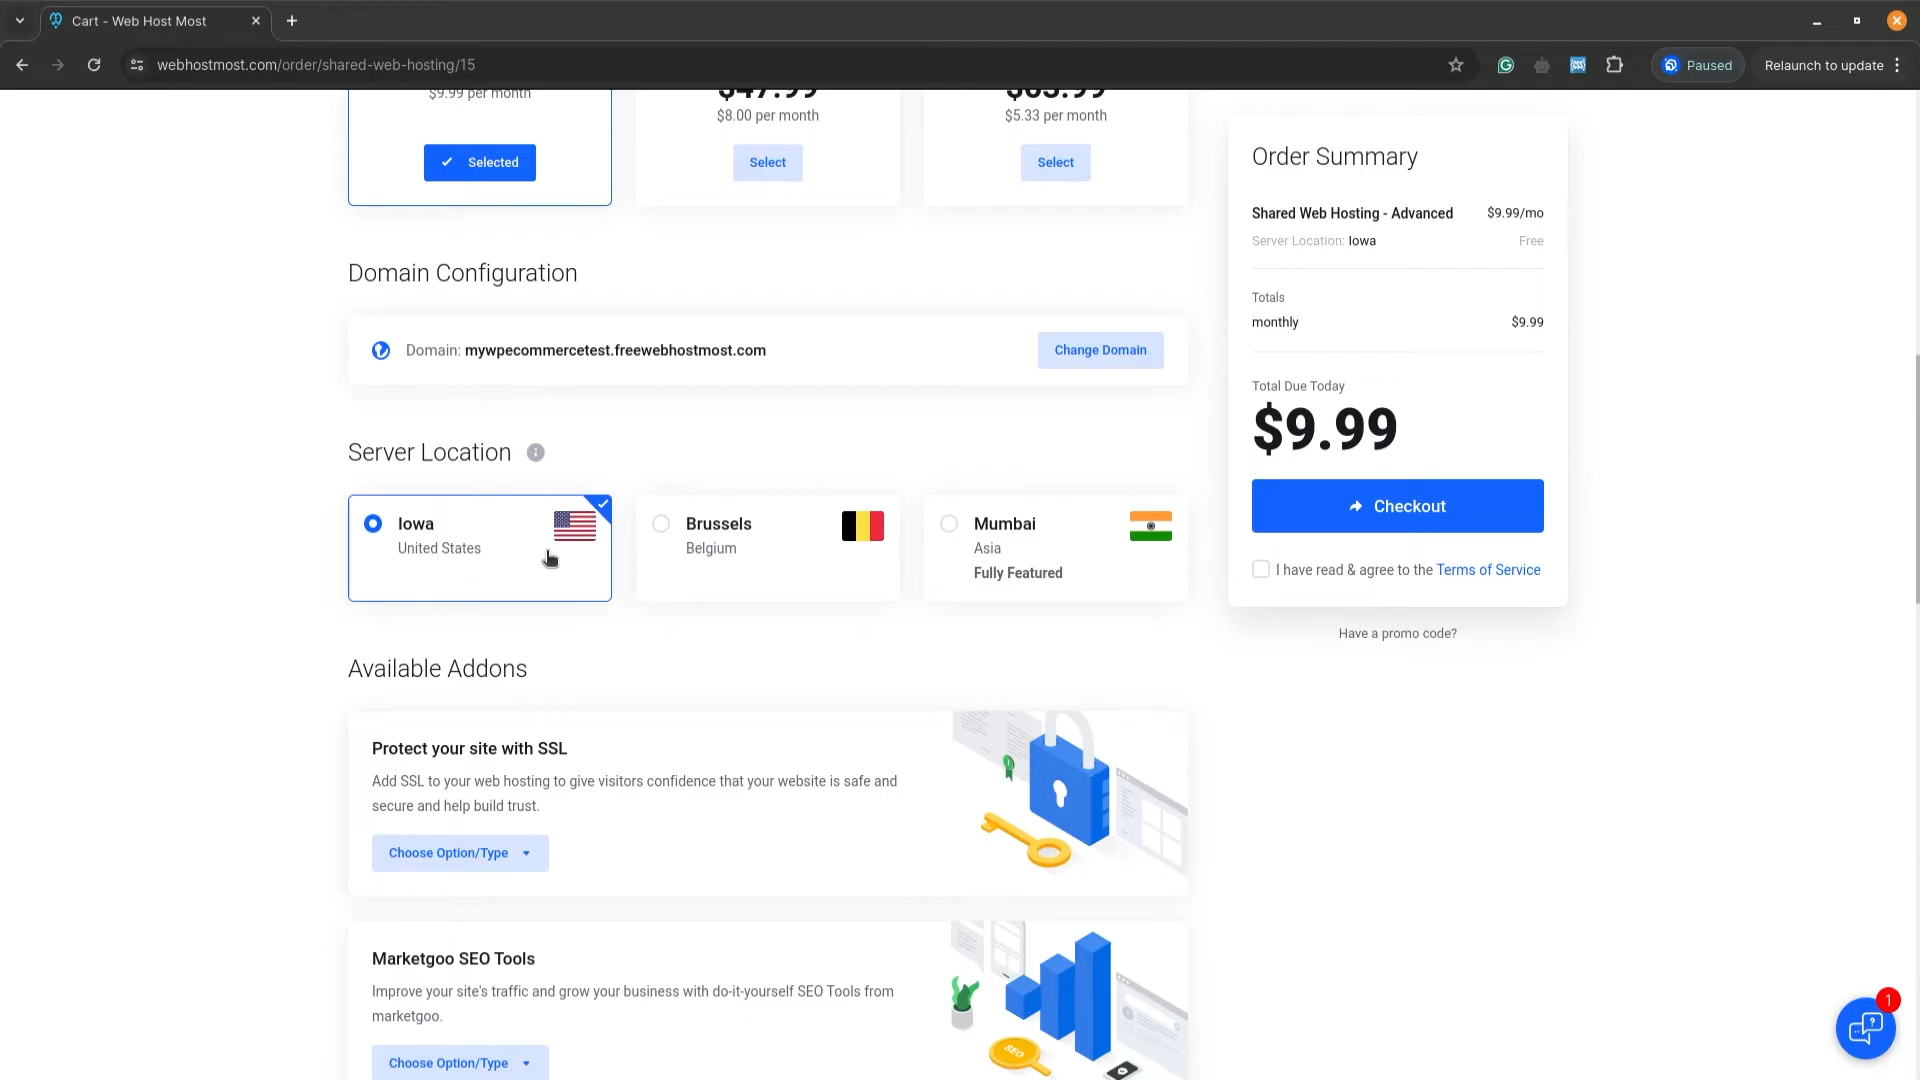 Cart - Web Host Most
webhostmost.com/order/shared-web-hosting/15
Paused
Relaunch to update
$9.99 per month
$47.99
$8.00 per month
$63.99
$5.33 per month
Selected
Select
Select
Domain Configuration
Domain: mywpecommercetest.freewebhostmost.com
Change Domain
Server Location
Iowa
United States
Brussels
Belgium
Mumbai
Asia
Fully Featured
Available Addons
Protect your site with SSL
Add SSL to your web hosting to give visitors confidence that your website is safe and
secure and help build trust.
Choose Option/Type
Marketgoo SEO Tools
Improve your site's traffic and grow your business with do-it-yourself SEO Tools from
marketgoo.
SEO
Choose Option/Type
Order Summary
Shared Web Hosting - Advanced $9.99/mo
Server Location: Iowa Free
Totals
monthly $9.99
Total Due Today
$9.99
Checkout
I have read & agree to the Terms of Service
Have a promo code?
1